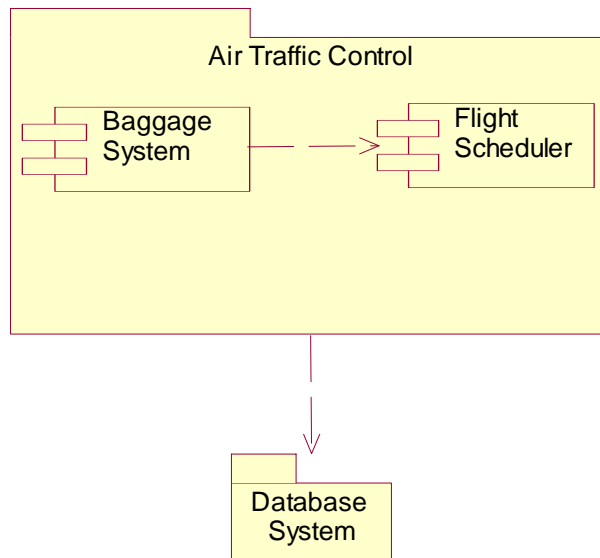 Air Traffic Control
Baggage
System
Flight
Scheduler
Database
System